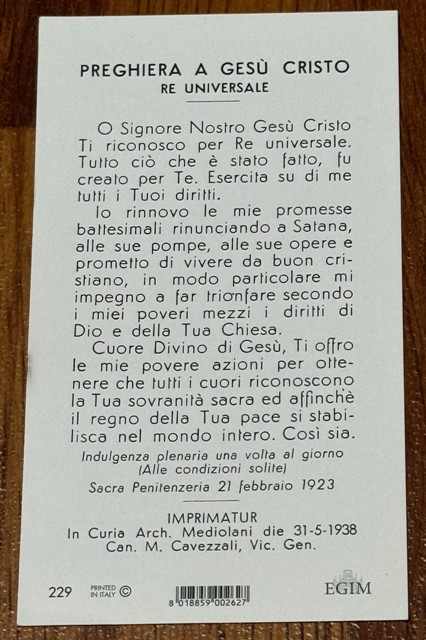 PREGHIERA A GESÙ CRISTO
RE UNIVERSALE
O Signore Nostro Gesù Cristo
Ti riconosco per Re universale.
Tutto ciò che è stato fatto, fu
creato per Te. Esercita su di me
tutti i Tuoi diritti.
Io rinnovo le mie promesse
battesimali rinunciando a Satana,
alle sue pompe, alle sue opere e
prometto di vivere da buon cri-
stiano, in modo particolare mi
impegno a far trionfare secondo
i miei poveri mezzi i diritti di
Dio e della Tua Chiesa.
Cuore Divino di Gesù, Ti offro
le mie povere azioni per otte-
nere che tutti i cuori riconoscono
la Tua sovranità sacra ed affinchè
il regno della Tua pace si stabi-
lisca nel mondo intero. Così sia.
Indulgenza plenaria una volta al giorno
(Alle condizioni solite)
Sacra Penitenzeria 21 febbraio 1923
IMPRIMATUR
In Curia Arch. Mediolani die 31-5-1938
Can. M. Cavezzali, Vic. Gen.
229 PRINTED IN ITALY ©
8 018859 002627
EGIM